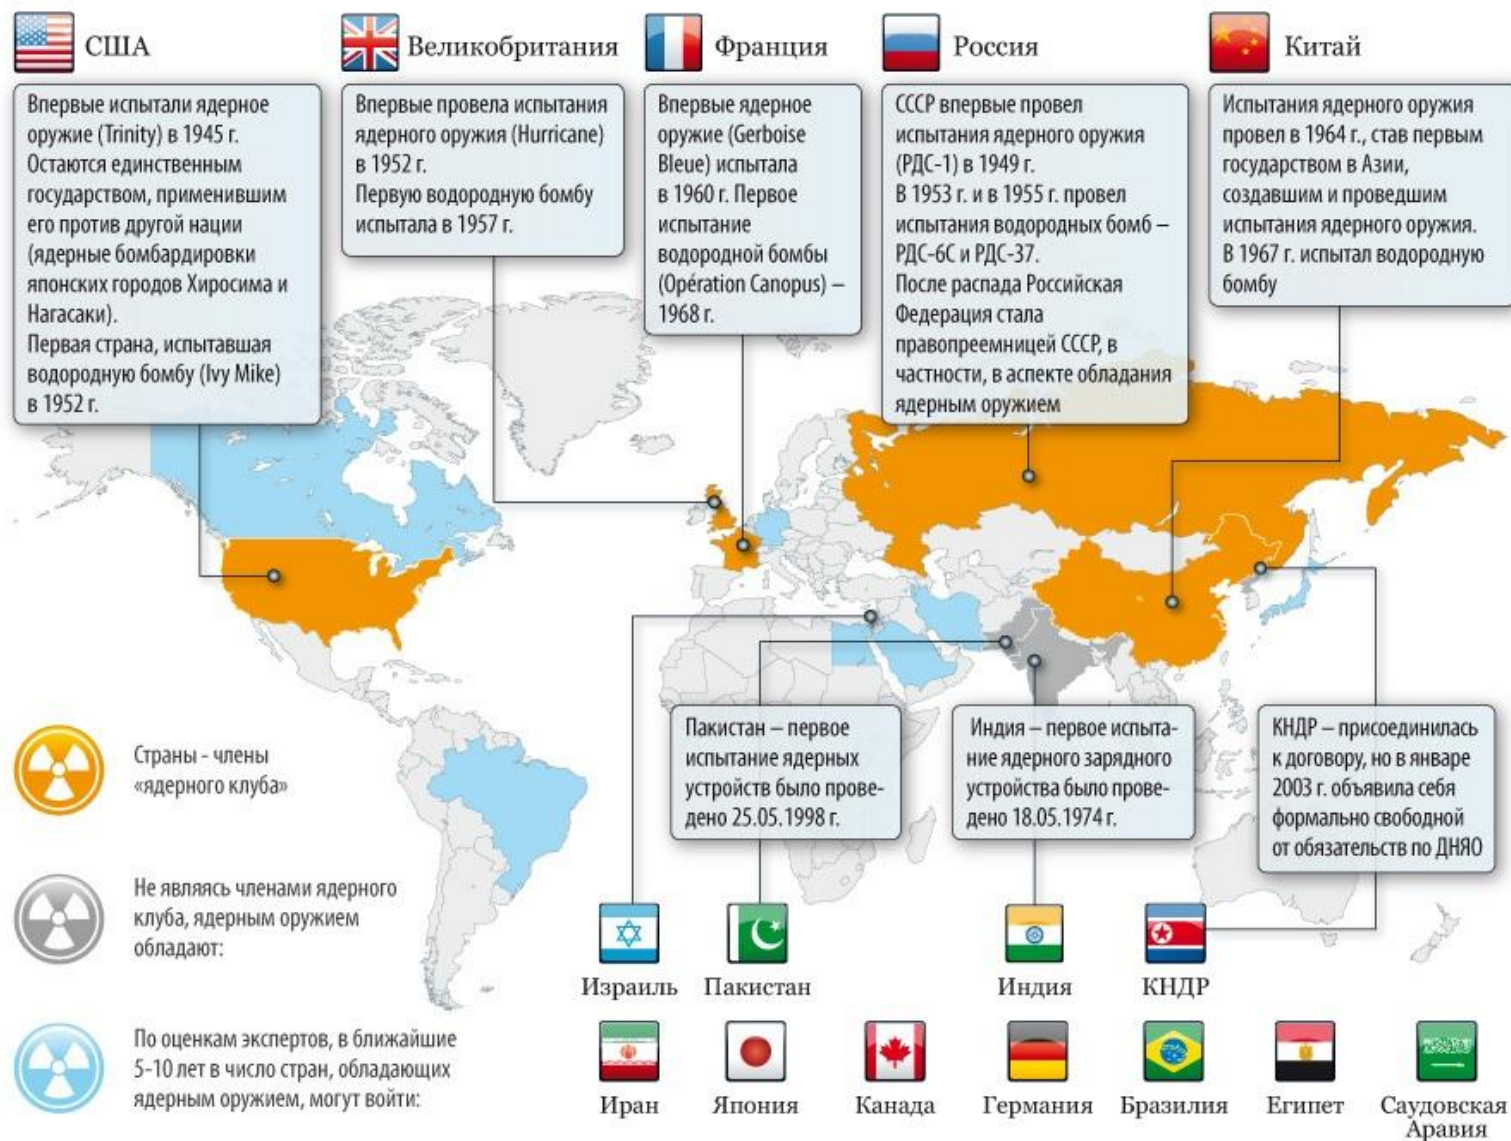 США
Впервые испытали ядерное
оружие (Trinity) в 1945 г.
Остаются единственным
государством, применившим
его против другой нации
(ядерные бомбардировки
японских городов Хиросима и
Нагасаки).
Первая страна, испытавшая
водородную бомбу (Ivy Mike)
в 1952 г.
Великобритания
Впервые провела испытания
ядерного оружия (Hurricane)
в 1952 г.
Первую водородную бомбу
испытала в 1957 г.
Франция
Впервые ядерное
оружие (Gerboise
Bleue) испытала
в 1960 г. Первое
испытание
водородной бомбы
(Opération Canopus) –
1968 г.
Россия
СССР впервые провел
испытания ядерного оружия
(РДС-1) в 1949 г.
В 1953 г. и в 1955 г. провел
испытания водородных бомб –
РДС-6С и РДС-37.
После распада Российская
Федерация стала
правопреемницей СССР, в
частности, в аспекте обладания
ядерным оружием
Китай
Испытания ядерного оружия
провел в 1964 г., став первым
государством в Азии,
создавшим и проведшим
испытания ядерного оружия.
В 1967 г. испытал водородную
бомбу
Пакистан – первое
испытание ядерных
устройств было прове-
дено 25.05.1998 г.
Индия – первое испыта-
ние ядерного зарядного
устройства было прове-
дено 18.05.1974 г.
КНДР – присоединилась
к договору, но в январе
2003 г. объявила себя
формально свободной
от обязательств по ДНЯО
Страны - члены
«ядерного клуба»
Не являясь членами ядерного
клуба, ядерным оружием
обладают:
Израиль
Пакистан
Индия
КНДР
По оценкам экспертов, в ближайшие
5-10 лет в число стран, обладающих
ядерным оружием, могут войти:
Иран
Япония
Канада
Германия
Бразилия
Египет
Саудовская
Аравия